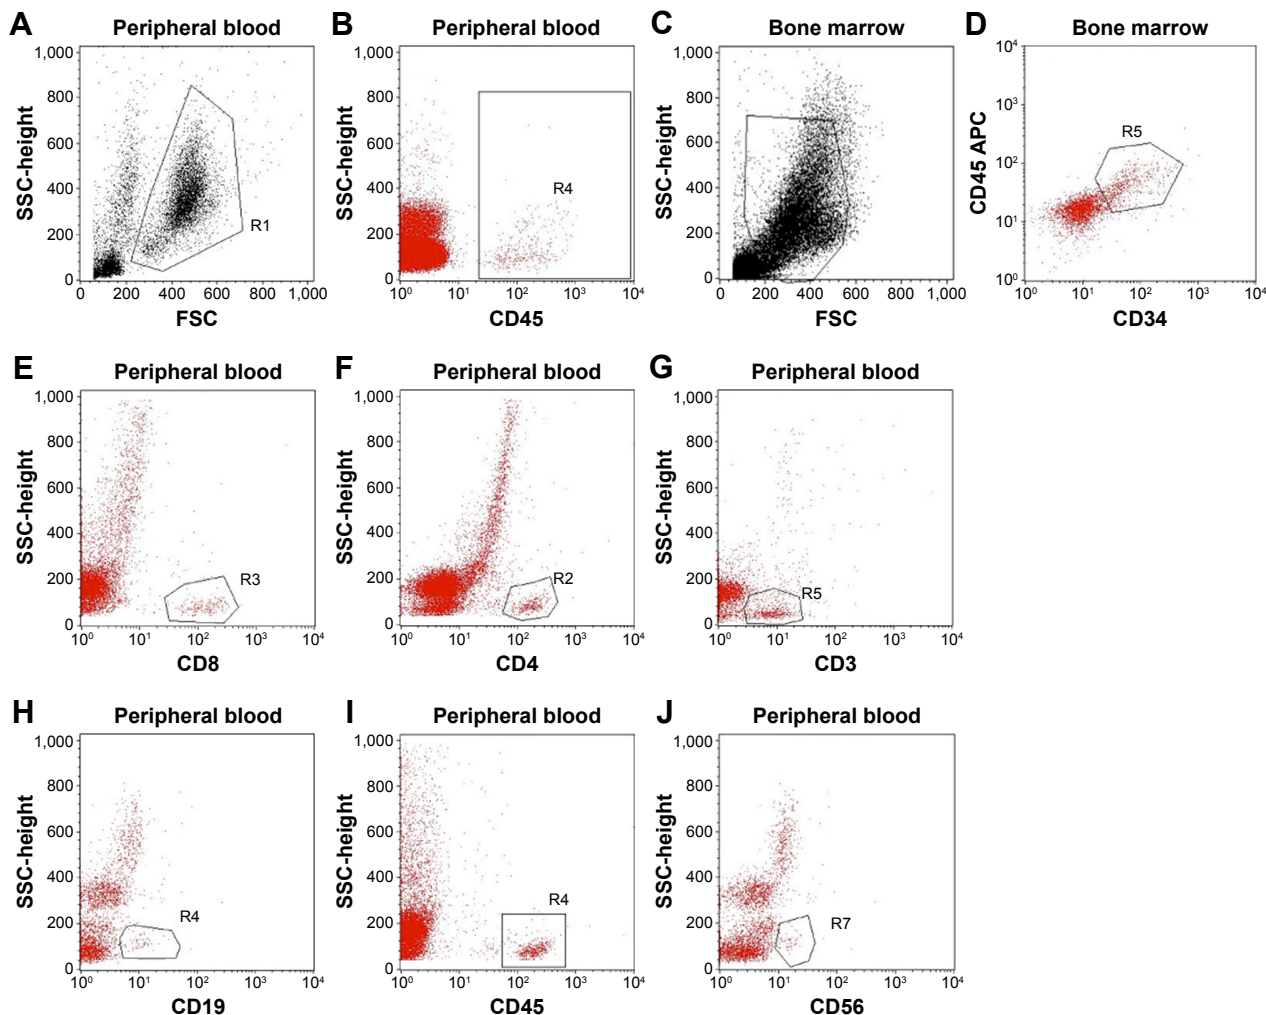 A
Peripheral blood
1,000
800
600
400
200
0
SSC-height
R1
0 200 400 600 800 1,000
FSC
B
Peripheral blood
1,000
800
600
400
200
0
SSC-height
R4
10⁰ 10¹ 10² 10³ 10⁴
CD45
C
Bone marrow
1,000
800
600
400
200
0
SSC-height
0 200 400 600 800 1,000
FSC
D
Bone marrow
10⁴
10³
10²
10¹
10⁰
CD45 APC
R5
10⁰ 10¹ 10² 10³ 10⁴
CD34
E
Peripheral blood
1,000
800
600
400
200
0
SSC-height
R3
10⁰ 10¹ 10² 10³ 10⁴
CD8
F
Peripheral blood
1,000
800
600
400
200
0
SSC-height
R2
10⁰ 10¹ 10² 10³ 10⁴
CD4
G
Peripheral blood
1,000
800
600
400
200
0
SSC-height
R5
10⁰ 10¹ 10² 10³ 10⁴
CD3
H
Peripheral blood
1,000
800
600
400
200
0
SSC-height
R4
10⁰ 10¹ 10² 10³ 10⁴
CD19
I
Peripheral blood
1,000
800
600
400
200
0
SSC-height
R4
10⁰ 10¹ 10² 10³ 10⁴
CD45
J
Peripheral blood
1,000
800
600
400
200
0
SSC-height
R7
10⁰ 10¹ 10² 10³ 10⁴
CD56